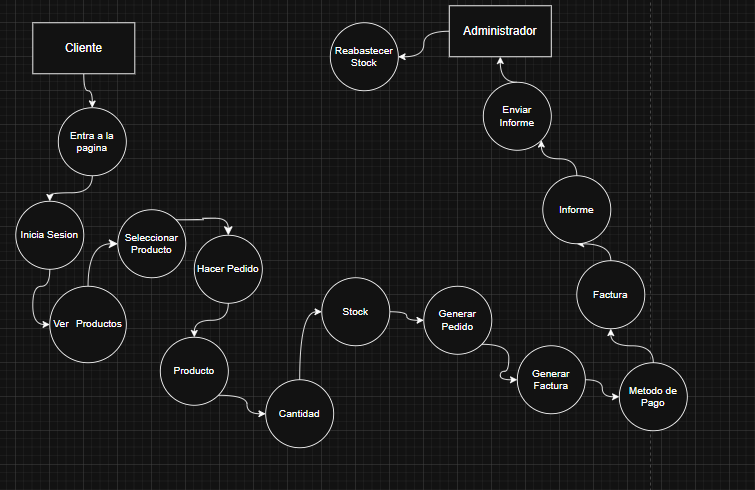 Cliente
Administrador
Reabastecer
Stock
Enviar
Informe
Entra a la
pagina
Inicia Sesion
Seleccionar
Producto
Informe
Hacer Pedido
Factura
Ver Productos
Stock
Generar
Pedido
Producto
Generar
Factura
Metodo de
Pago
Cantidad